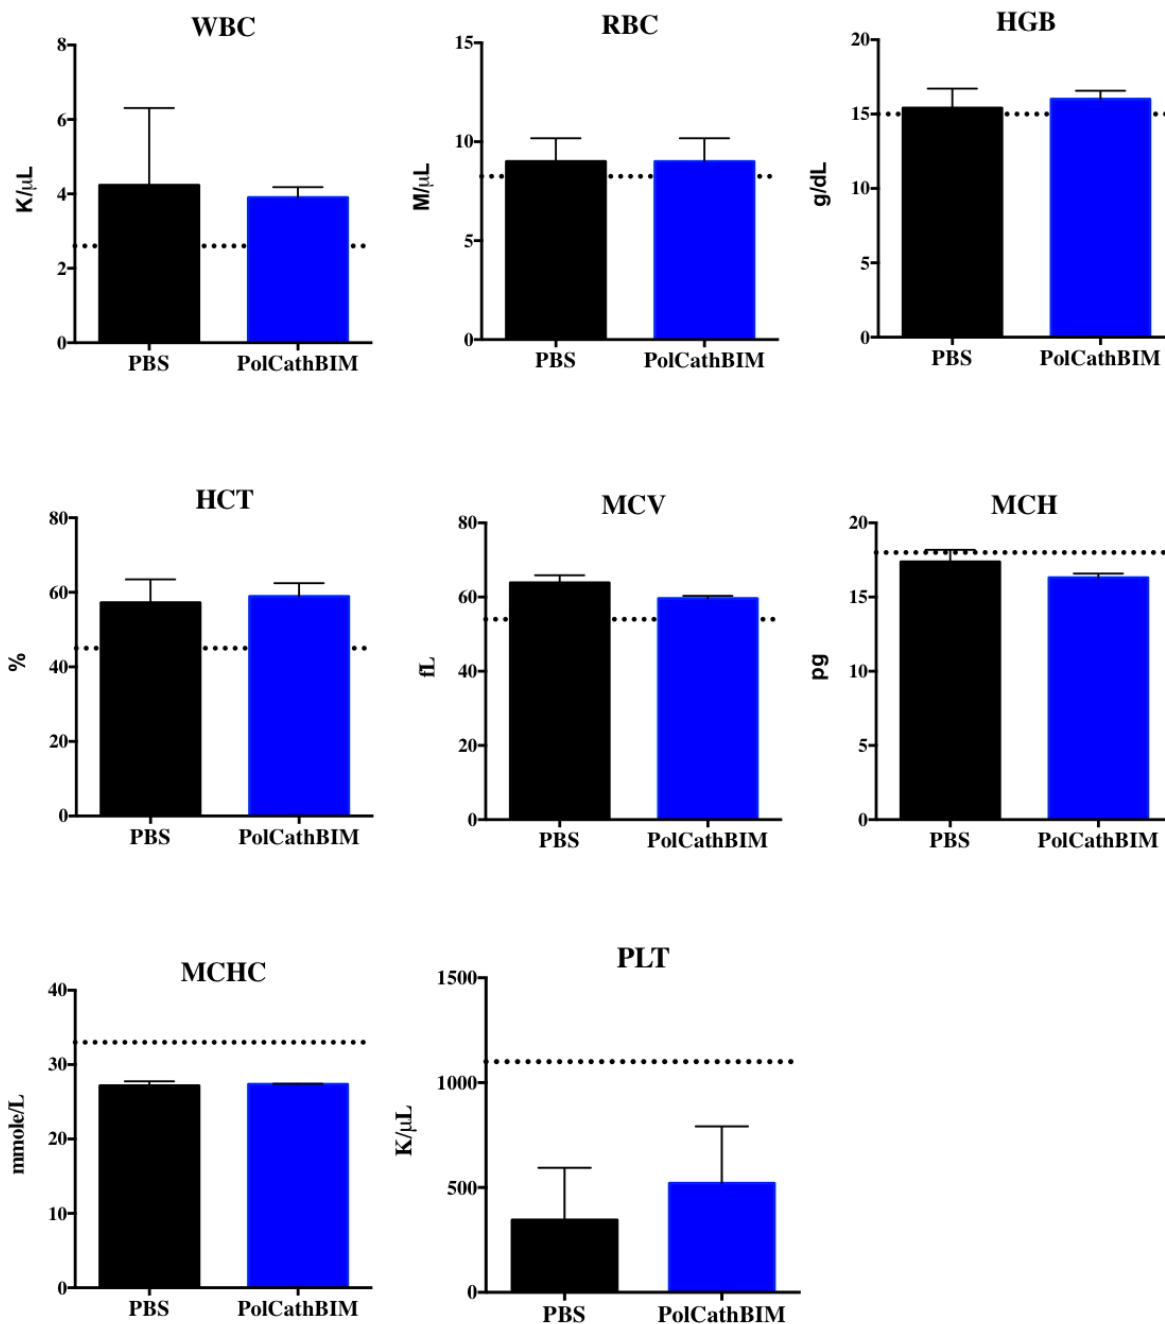 WBC
8
6
4
2
0
K/μL
PBS
PolCathBIM
RBC
15
10
5
0
M/μL
PBS
PolCathBIM
HGB
20
15
10
5
0
g/dL
PBS
PolCathBIM
HCT
80
60
40
20
0
%
PBS
PolCathBIM
MCV
80
60
40
20
0
fL
PBS
PolCathBIM
MCH
20
15
10
5
0
pg
PBS
PolCathBIM
MCHC
40
30
20
10
0
mmole/L
PBS
PolCathBIM
PLT
1500
1000
500
0
K/μL
PBS
PolCathBIM